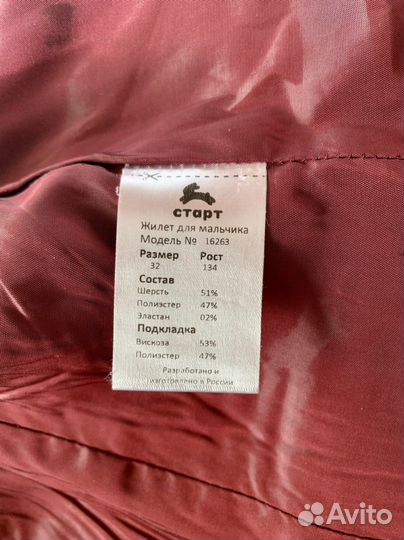 старт
Жилет для мальчика
Модель № 16263
Размер Рост
32 134
Состав
Шерсть 51%
Полиэстер 47%
Эластан 02%
Подкладка
Вискоза 53%
Полиэстер 47%
Разработано и
изготовлено в России
Avito